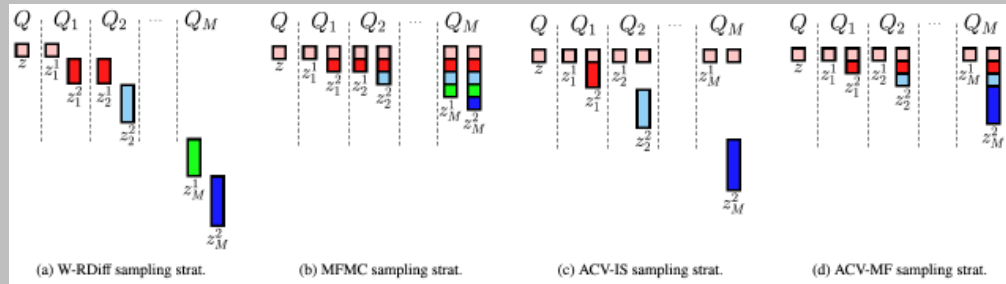 Q Q_1 Q_2 ... Q_M
z z_1^1 z_1^2 z_2^1 z_2^2 z_M^1 z_M^2
(a) W-RDiff sampling strat.
Q Q_1 Q_2 ... Q_M
z z_1^1 z_1^2 z_2^1 z_2^2 z_M^1 z_M^2
(b) MFMC sampling strat.
Q Q_1 Q_2 ... Q_M
z z_1^1 z_1^2 z_2^1 z_2^2 z_M^1 z_M^2
(c) ACV-IS sampling strat.
Q Q_1 Q_2 ... Q_M
z z_1^1 z_1^2 z_2^1 z_2^2 z_M^1 z_M^2
(d) ACV-MF sampling strat.